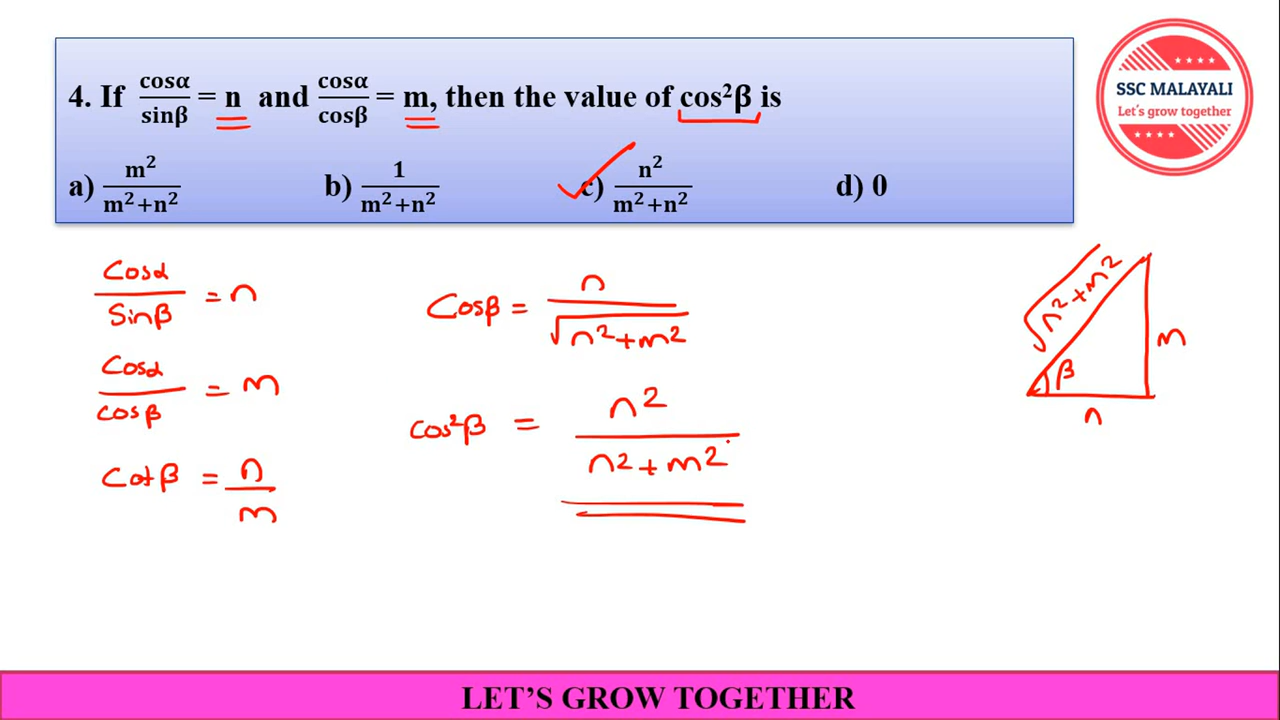 4. If cosα/sinβ = n and cosα/cosβ = m, then the value of cos²β is
a) m²/m²+n² b) 1/m²+n² c) n²/m²+n² d) 0
SSC MALAYALI
Let's grow together
Cosα/Sinβ = n
Cosα/cosβ = m
Cotβ = n/m
Cosβ = n/√n²+m²
cos²β = n²/n²+m²
√n²+m²
m
β
n
LET'S GROW TOGETHER